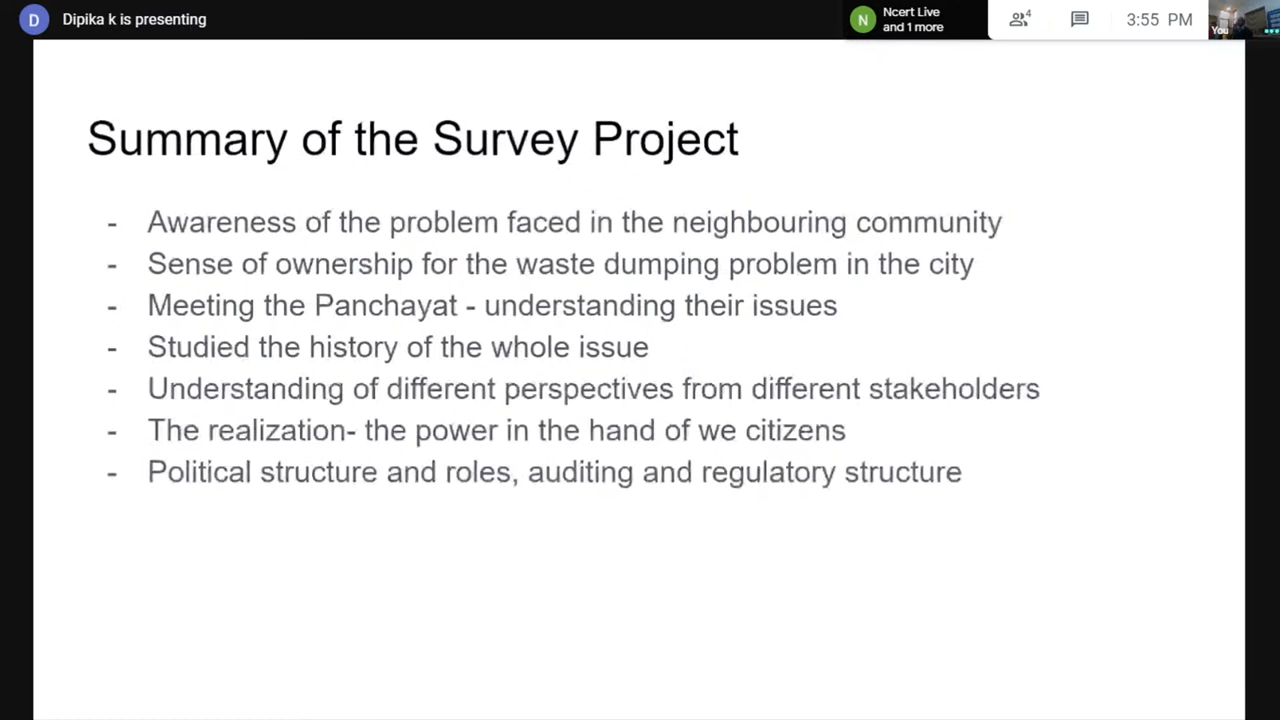 D Dipika k is presenting
N Ncert Live
and 1 more
4
3:55 PM
You
Summary of the Survey Project
- Awareness of the problem faced in the neighbouring community
- Sense of ownership for the waste dumping problem in the city
- Meeting the Panchayat - understanding their issues
- Studied the history of the whole issue
- Understanding of different perspectives from different stakeholders
- The realization- the power in the hand of we citizens
- Political structure and roles, auditing and regulatory structure